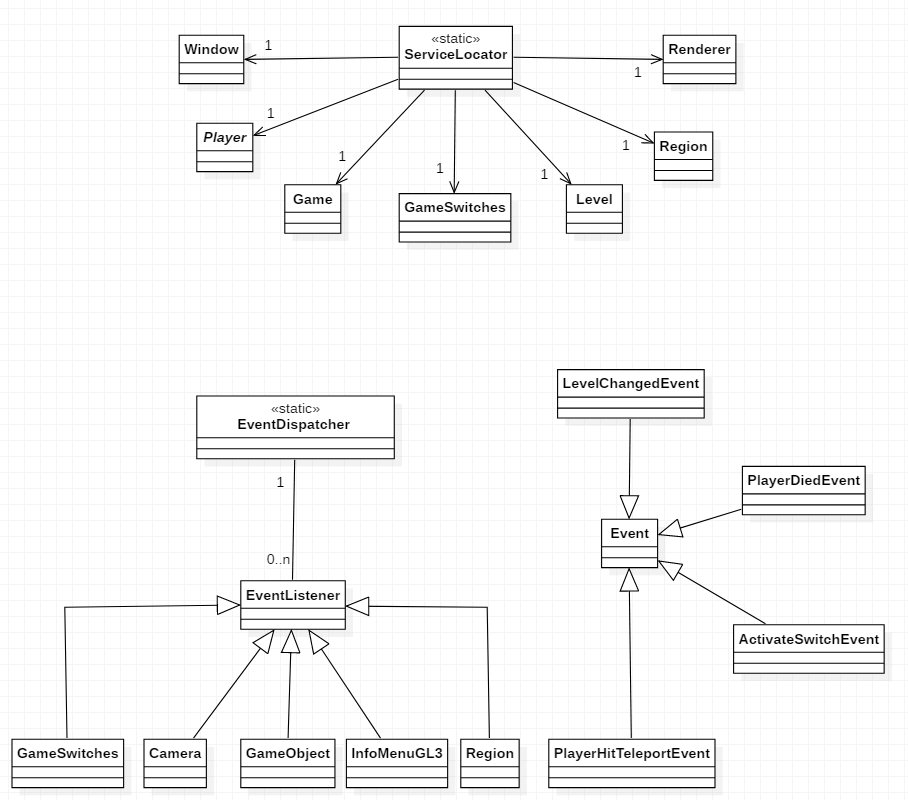 «static»
ServiceLocator
Window
1
Renderer
1
Player
1
1
Region
1
1
1
Game
GameSwitches
Level
LevelChangedEvent
«static»
EventDispatcher
1
PlayerDiedEvent
Event
0..n
EventListener
ActivateSwitchEvent
GameSwitches
Camera
GameObject
InfoMenuGL3
Region
PlayerHitTeleportEvent